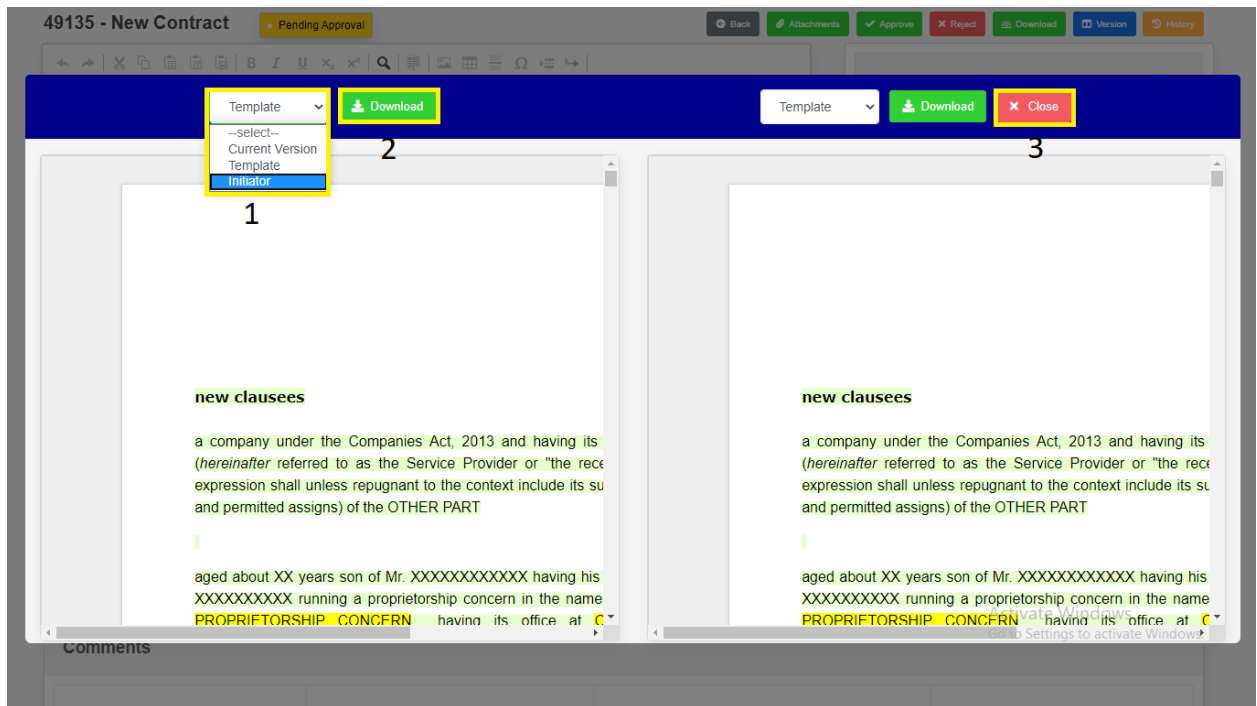 49135 - New Contract
Pending Approval
Back
Attachments
Approve
Reject
Download
Version
History
B I U x₂ x² Ω
Template
Download
Template
Download
Close
--select--
Current Version
Template
Initiator
1
2
3
new clausees
a company under the Companies Act, 2013 and having its
(hereinafter referred to as the Service Provider or "the rece
expression shall unless repugnant to the context include its su
and permitted assigns) of the OTHER PART
aged about XX years son of Mr. XXXXXXXXXXXX having his
XXXXXXXXXX running a proprietorship concern in the name
PROPRIETORSHIP CONCERN having its office at C
new clausees
a company under the Companies Act, 2013 and having its
(hereinafter referred to as the Service Provider or "the rece
expression shall unless repugnant to the context include its su
and permitted assigns) of the OTHER PART
aged about XX years son of Mr. XXXXXXXXXXXX having his
XXXXXXXXXX running a proprietorship concern in the name
PROPRIETORSHIP CONCERN having its office at C
Activate Windows
Go to Settings to activate Windows.
Comments